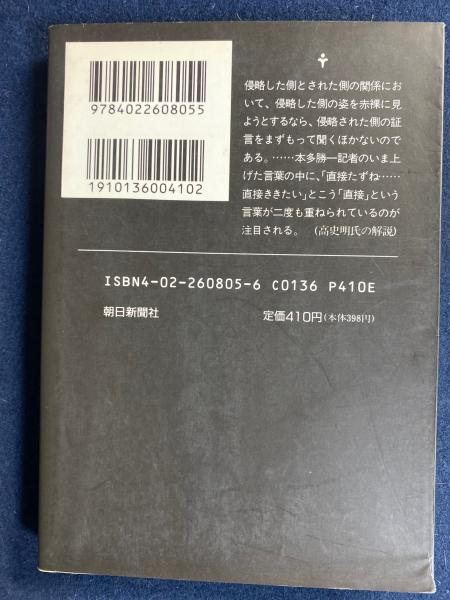 9784022608055
1910136004102
侵略した側とされた側の関係にお
いて、侵略した側の姿を赤裸に見
ようとするなら、侵略された側の証
言をまずもって聞くほかないので
ある。……本多勝一記者のいま上
げた言葉の中に、「直接たずね……
直接ききたい」とこう「直接」という
言葉が二度も重ねられているのが
注目される。 (高史明氏の解説)
ISBN4-02-260805-6 C0136 P410E
朝日新聞社
定価410円(本体398円)